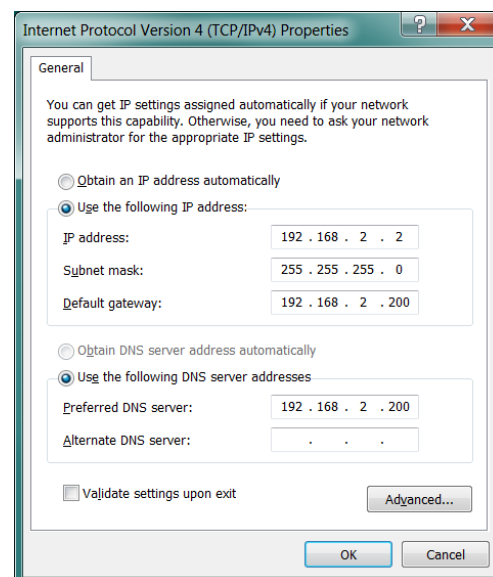 Internet Protocol Version 4 (TCP/IPv4) Properties
General
You can get IP settings assigned automatically if your network
supports this capability. Otherwise, you need to ask your network
administrator for the appropriate IP settings.
Obtain an IP address automatically
Use the following IP address:
IP address: 192 . 168 . 2 . 2
Subnet mask: 255 . 255 . 255 . 0
Default gateway: 192 . 168 . 2 . 200
Obtain DNS server address automatically
Use the following DNS server addresses
Preferred DNS server: 192 . 168 . 2 . 200
Alternate DNS server: . . .
Validate settings upon exit
Advanced...
OK Cancel